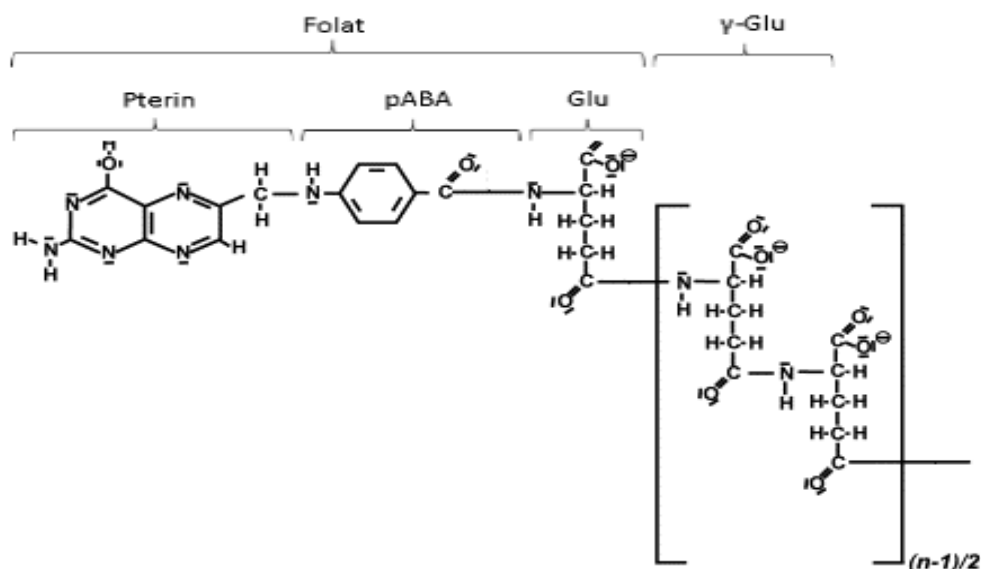 Folat γ-Glu
Pterin pABA Glu
H
O O O
N N H H O ⊖
C N C N C H
H H H H C H
H N N N H H C H O
H C C O ⊖
O N C H
H H C H O
H C H C O ⊖
C N C H
O H H C H
H C H
C
O
(n-1)/2